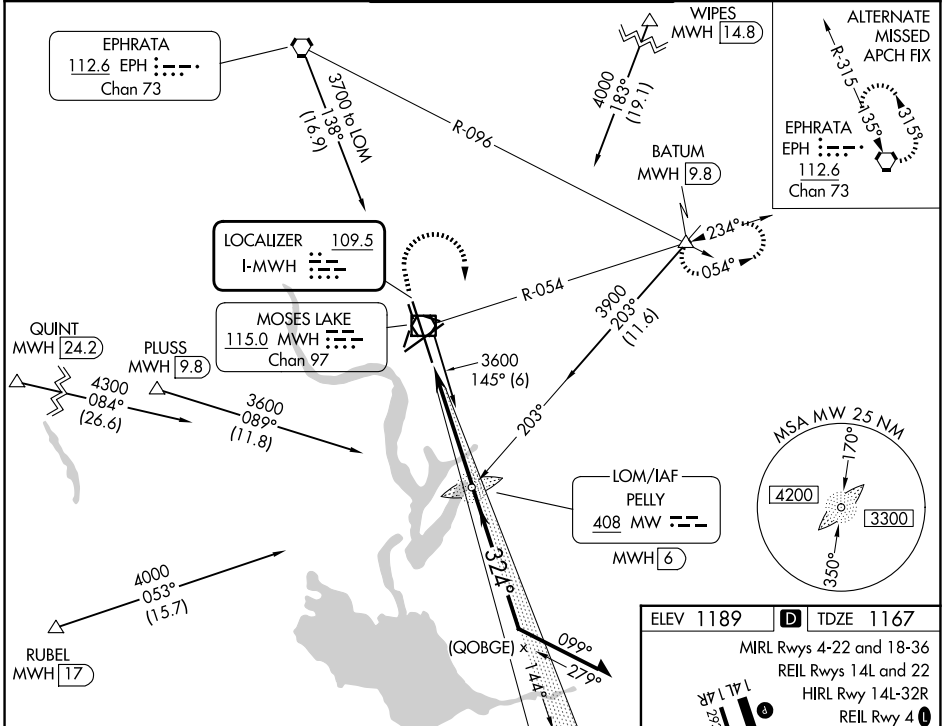 EPHRATA
112.6 EPH
Chan 73
3700 to LOM
138°
(16.9)
WIPES
MWH 14.8
4000
183°
(19.1)
ALTERNATE
MISSED
APCH FIX
R-315
135°
315°
EPHRATA
EPH
112.6
Chan 73
R-096
BATUM
MWH 9.8
234°
054°
LOCALIZER 109.5
I-MWH
R-054
3900
203°
(11.6)
MOSES LAKE
115.0 MWH
Chan 97
3600
145° (6)
203°
QUINT
MWH 24.2
4300
084°
(26.6)
PLUSS
MWH 9.8
3600
089°
(11.8)
LOM/IAF
PELLY
408 MW
MWH 6
MSA MW 25 NM
170°
4200
3300
350°
324°
4000
053°
(15.7)
RUBEL
MWH 17
(QOBGE) x
099°
279°
144°
ELEV 1189 D TDZE 1167
MIRL Rwys 4-22 and 18-36
REIL Rwys 14L and 22
HIRL Rwy 14L-32R
REIL Rwy 4 L
14L 14R
P